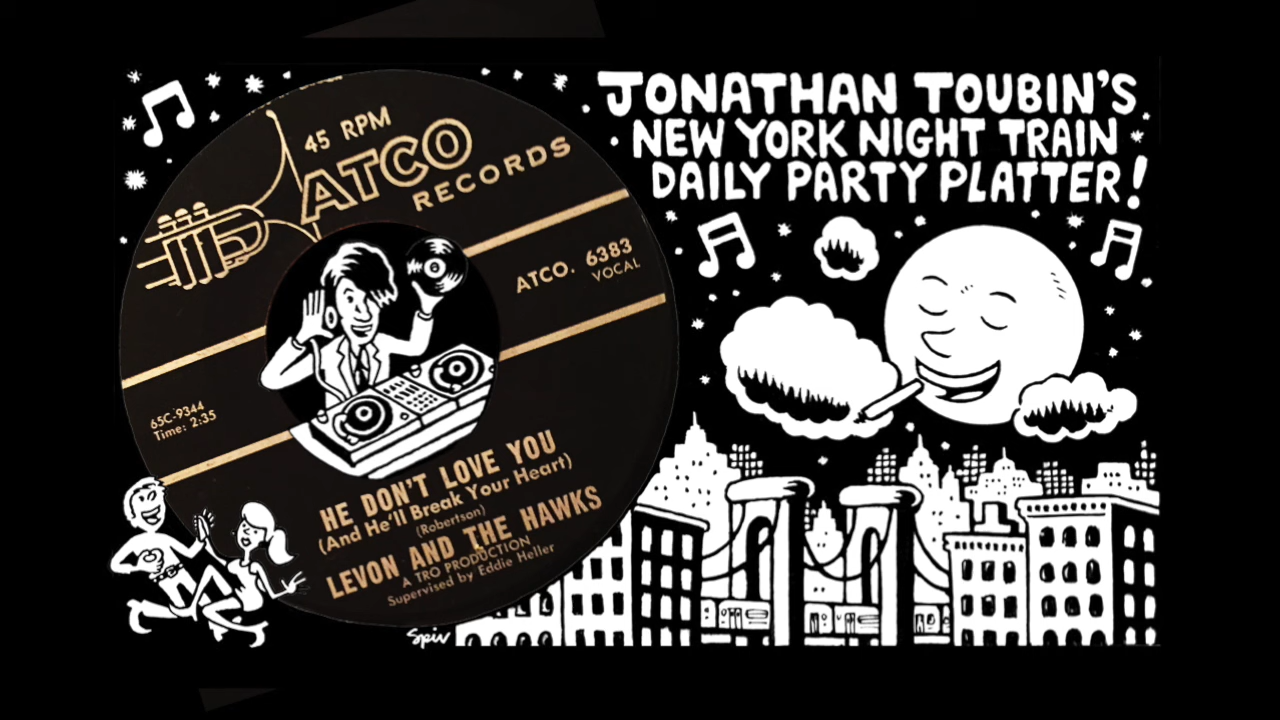 JONATHAN TOUBIN'S
NEW YORK NIGHT TRAIN
DAILY PARTY PLATTER!
45 RPM
ATCO
RECORDS
ATCO. 6383
VOCAL
65C-9344
Time: 2:35
HE DON'T LOVE YOU
(And He'll Break Your Heart)
(Robertson)
LEVON AND THE HAWKS
A TRO PRODUCTION
Supervised by Eddie Heller
Spiv